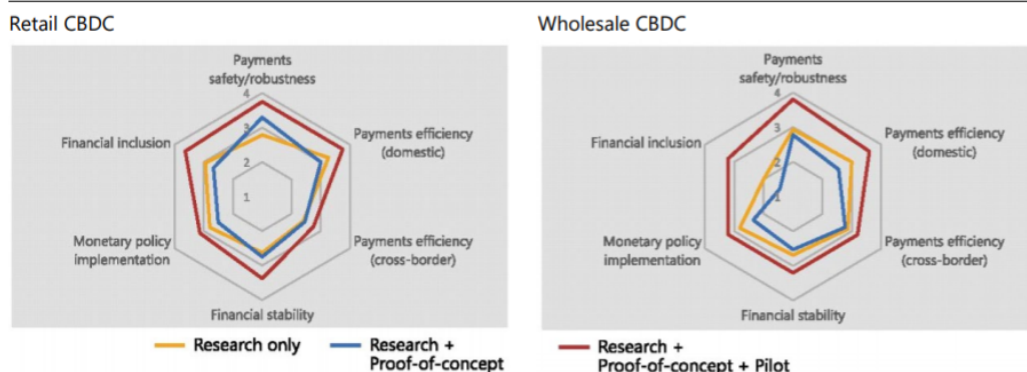 Retail CBDC
Wholesale CBDC
Payments
safety/robustness
4
3
2
1
Payments efficiency
(domestic)
Payments efficiency
(cross-border)
Financial stability
Monetary policy
implementation
Financial inclusion
Payments
safety/robustness
4
3
2
1
Payments efficiency
(domestic)
Payments efficiency
(cross-border)
Financial stability
Monetary policy
implementation
Financial inclusion
Research only
Research +
Proof-of-concept
Research +
Proof-of-concept + Pilot